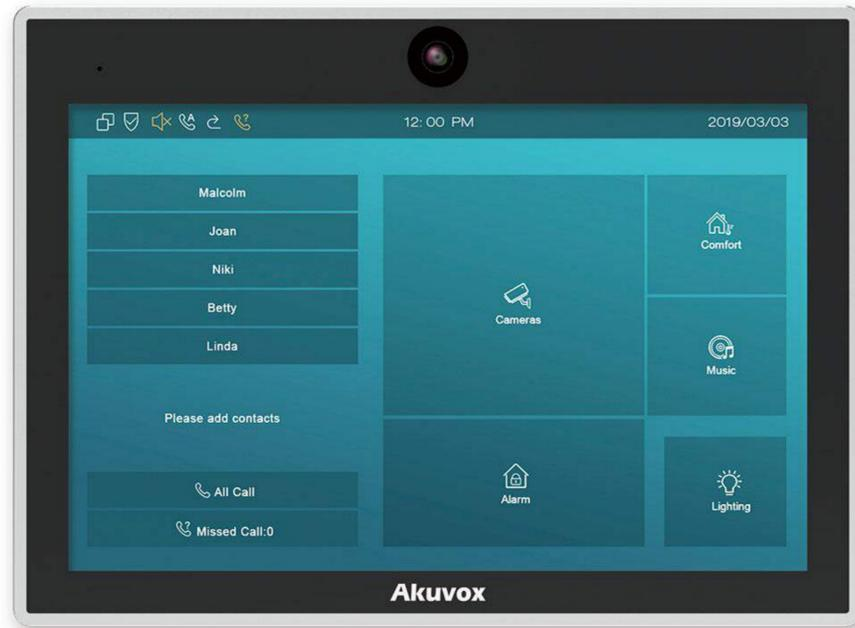 12:00 PM
2019/03/03
Malcolm
Joan
Niki
Betty
Linda
Please add contacts
All Call
Missed Call:0
Cameras
Alarm
Comfort
Music
Lighting
Akuvox